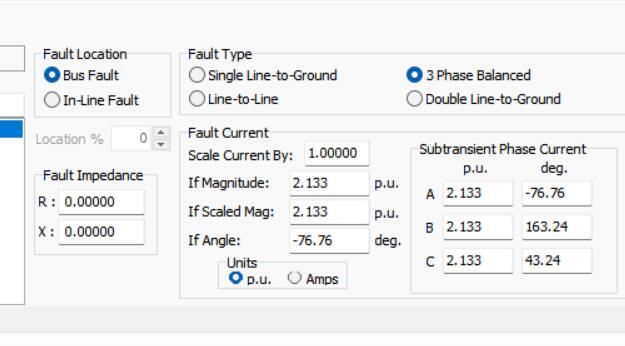 Fault Location
Bus Fault
In-Line Fault
Location % 0
Fault Impedance
R : 0.00000
X : 0.00000
Fault Type
Single Line-to-Ground
3 Phase Balanced
Line-to-Line
Double Line-to-Ground
Fault Current
Scale Current By: 1.00000
If Magnitude: 2.133 p.u.
If Scaled Mag: 2.133 p.u.
If Angle: -76.76 deg.
Units
p.u. Amps
Subtransient Phase Current
p.u. deg.
A 2.133 -76.76
B 2.133 163.24
C 2.133 43.24